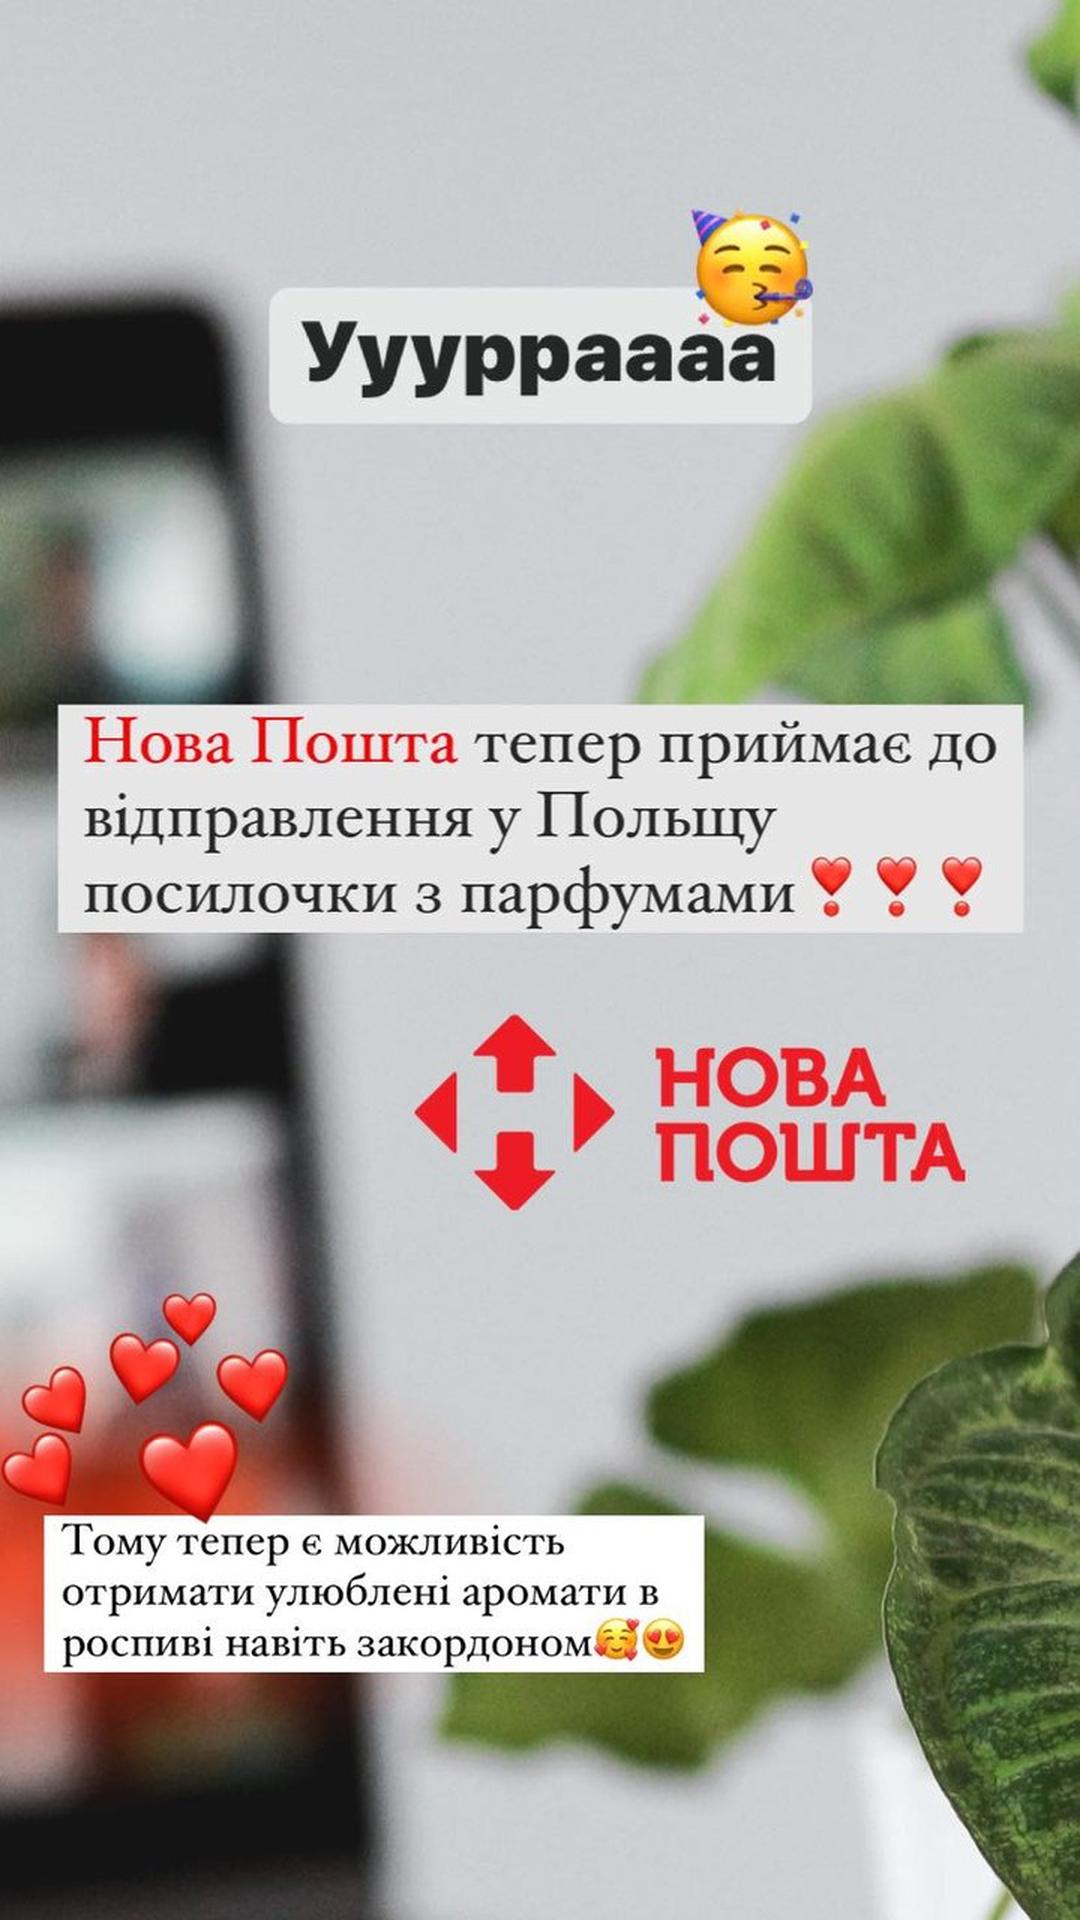 Уууррaaaa
Нова Пошта тепер приймає до
відправлення у Польщу
посилочки з парфумами❣️❣️❣️
НОВА
ПОШТА
Тому тепер є можливість
отримати улюблені аромати в
роспиві навіть закордоном🥰😍